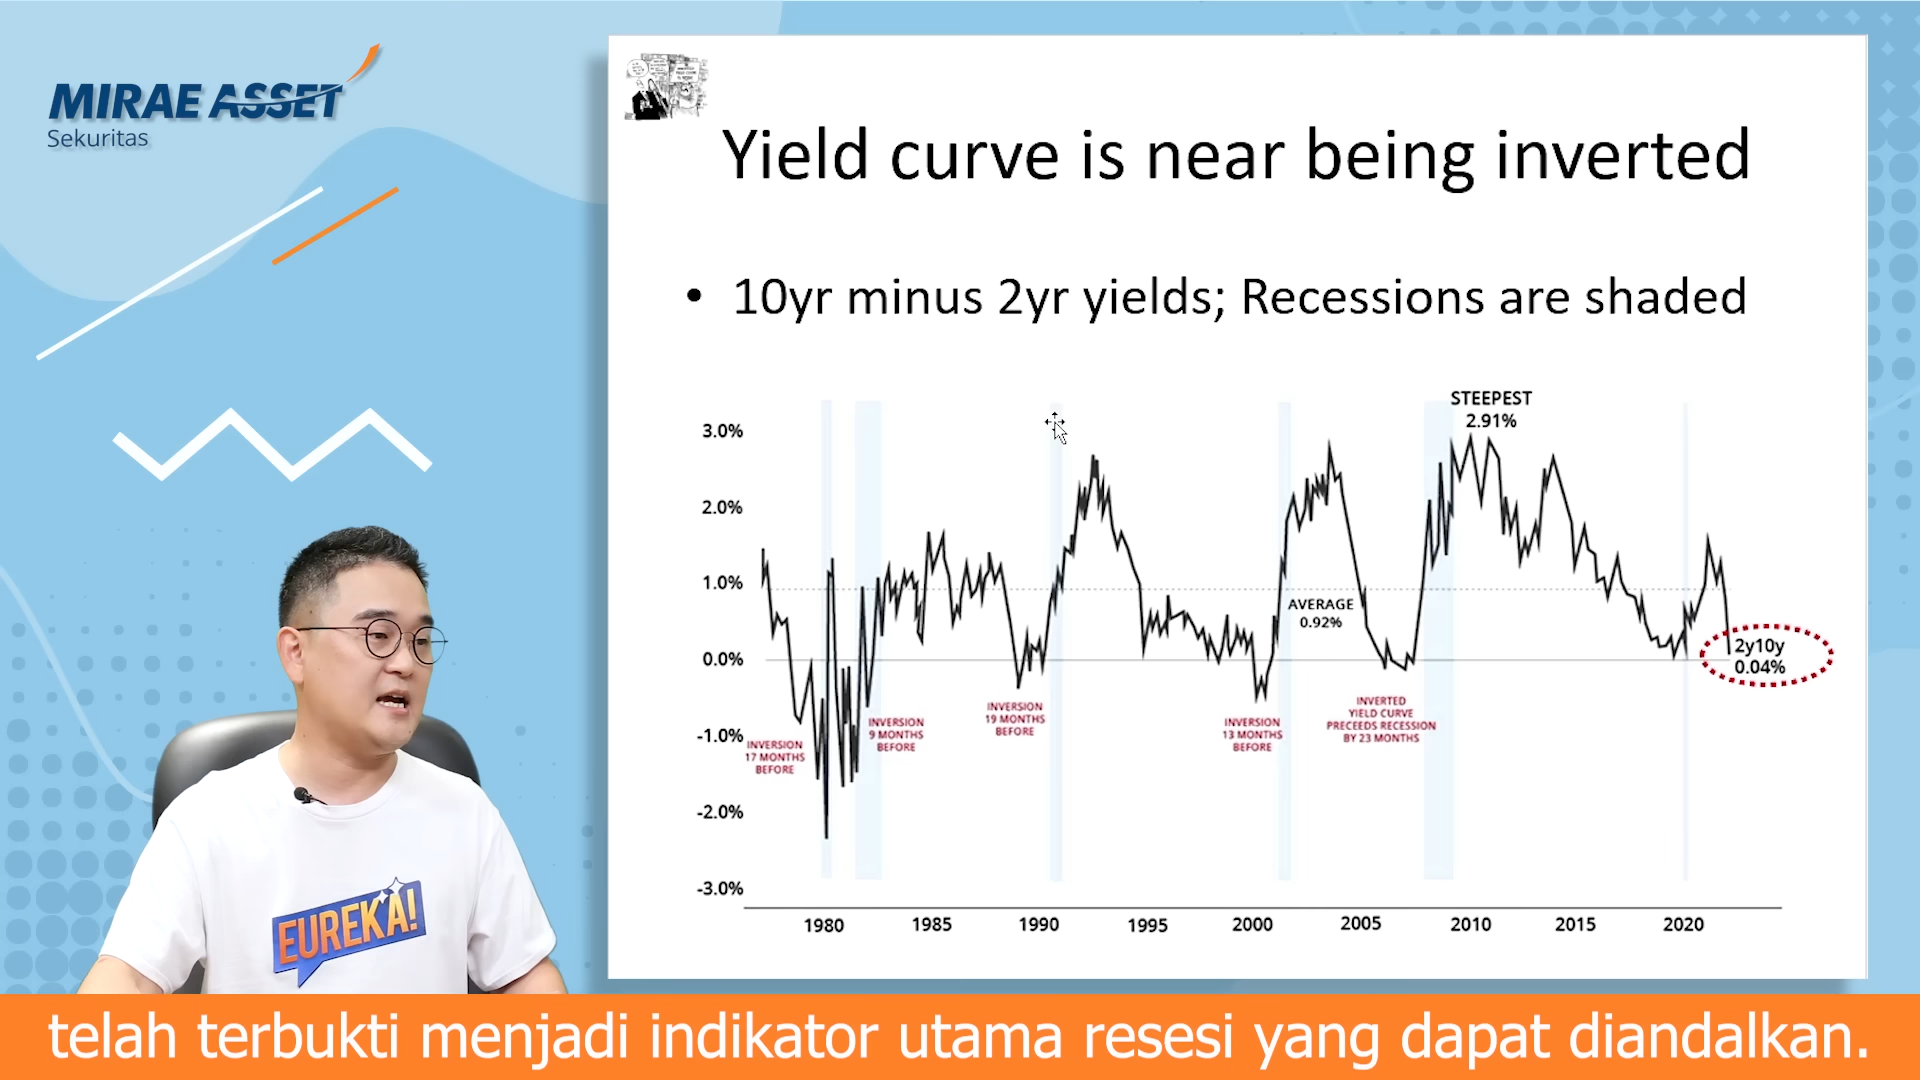 MIRAE ASSET
Sekuritas
Yield curve is near being inverted
• 10yr minus 2yr yields; Recessions are shaded
STEEPEST
2.91%
3.0%
2.0%
1.0%
0.0%
-1.0%
-2.0%
-3.0%
AVERAGE
0.92%
2y10y
0.04%
INVERSION
17 MONTHS
BEFORE
INVERSION
9 MONTHS
BEFORE
INVERSION
19 MONTHS
BEFORE
INVERSION
13 MONTHS
BEFORE
INVERTED
YIELD CURVE
PRECEEDS RECESSION
BY 23 MONTHS
1980 1985 1990 1995 2000 2005 2010 2015 2020
EUREKA!
telah terbukti menjadi indikator utama resesi yang dapat diandalkan.